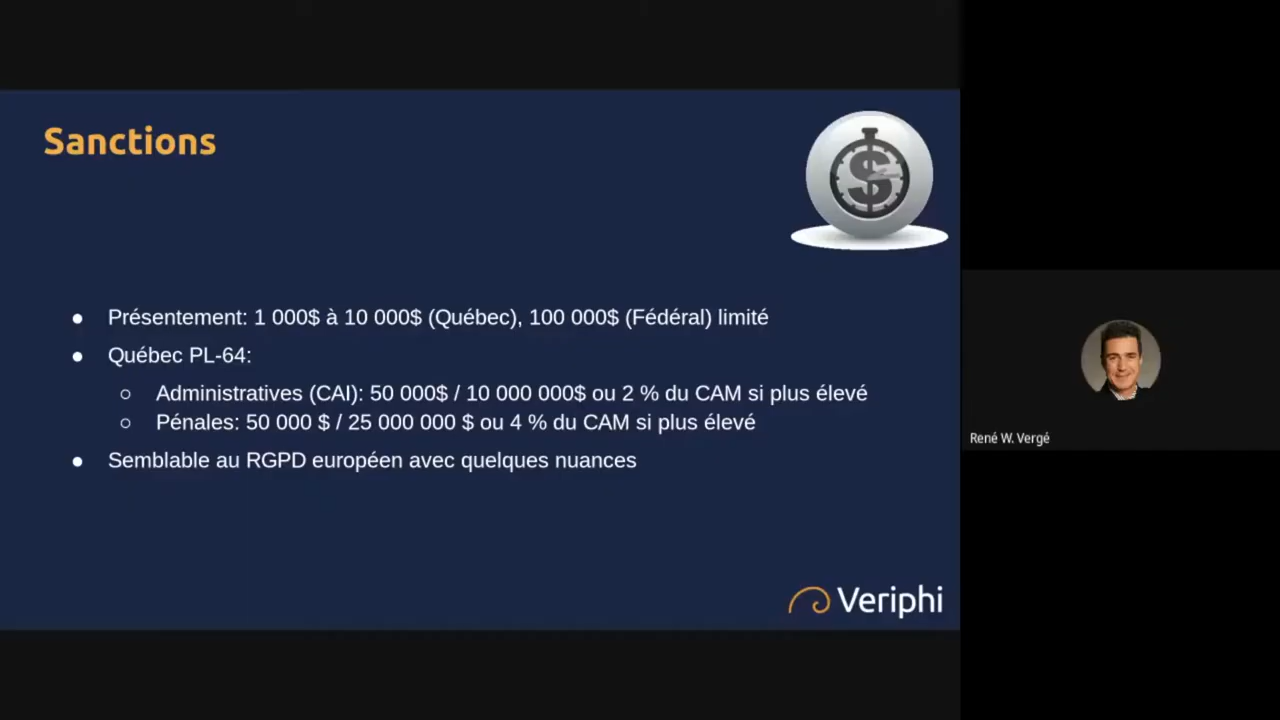 Sanctions
$
● Présentement: 1 000$ à 10 000$ (Québec), 100 000$ (Fédéral) limité
● Québec PL-64:
○ Administratives (CAI): 50 000$ / 10 000 000$ ou 2 % du CAM si plus élevé
○ Pénales: 50 000 $ / 25 000 000 $ ou 4 % du CAM si plus élevé
● Semblable au RGPD européen avec quelques nuances
Veriphi
René W. Vergé